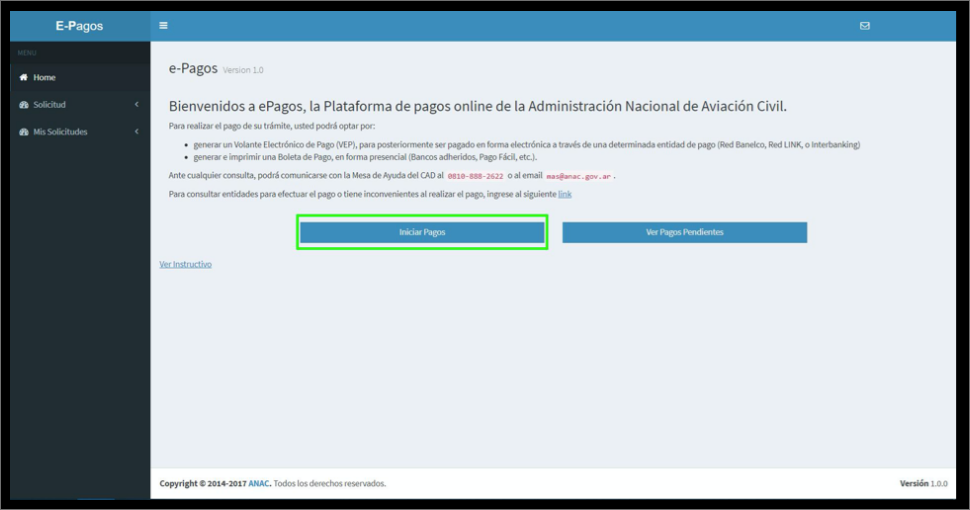 E-Pagos
MENU
Home
Solicitud
Mis Solicitudes
e-Pagos Version 1.0
Bienvenidos a ePagos, la Plataforma de pagos online de la Administración Nacional de Aviación Civil.
Para realizar el pago de su trámite, usted podrá optar por:
• generar un Volante Electrónico de Pago (VEP), para posteriormente ser pagado en forma electrónica a través de una determinada entidad de pago (Red Banelco, Red LINK, o Interbanking)
• generar e imprimir una Boleta de Pago, en forma presencial (Bancos adheridos, Pago Fácil, etc.).
Ante cualquier consulta, podrá comunicarse con la Mesa de Ayuda del CAD al 0810-888-2622 o al email mas@anac.gov.ar .
Para consultar entidades para efectuar el pago o tiene inconvenientes al realizar el pago, ingrese al siguiente link
Iniciar Pagos
Ver Pagos Pendientes
Ver Instructivo
Copyright © 2014-2017 ANAC. Todos los derechos reservados.
Versión 1.0.0